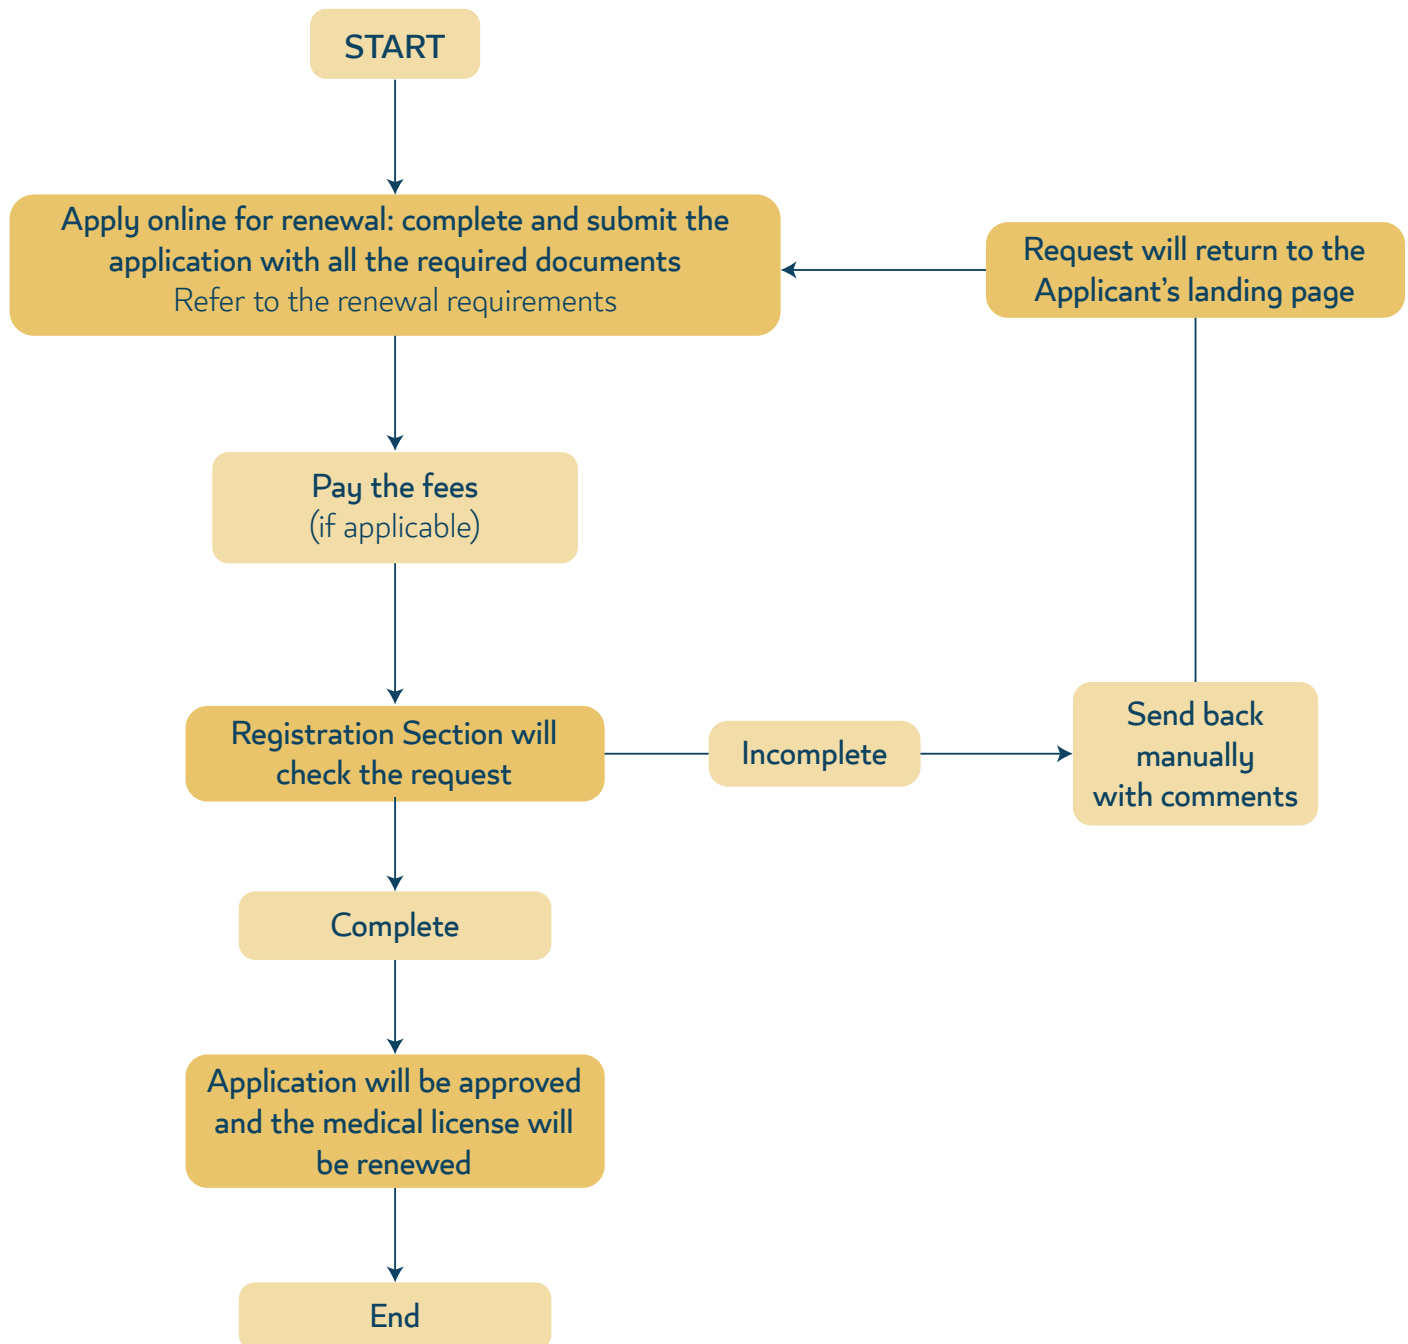 START
Apply online for renewal: complete and submit the
application with all the required documents
Refer to the renewal requirements
Request will return to the
Applicant's landing page
Pay the fees
(if applicable)
Registration Section will
check the request
Incomplete
Send back
manually
with comments
Complete
Application will be approved
and the medical license will
be renewed
End